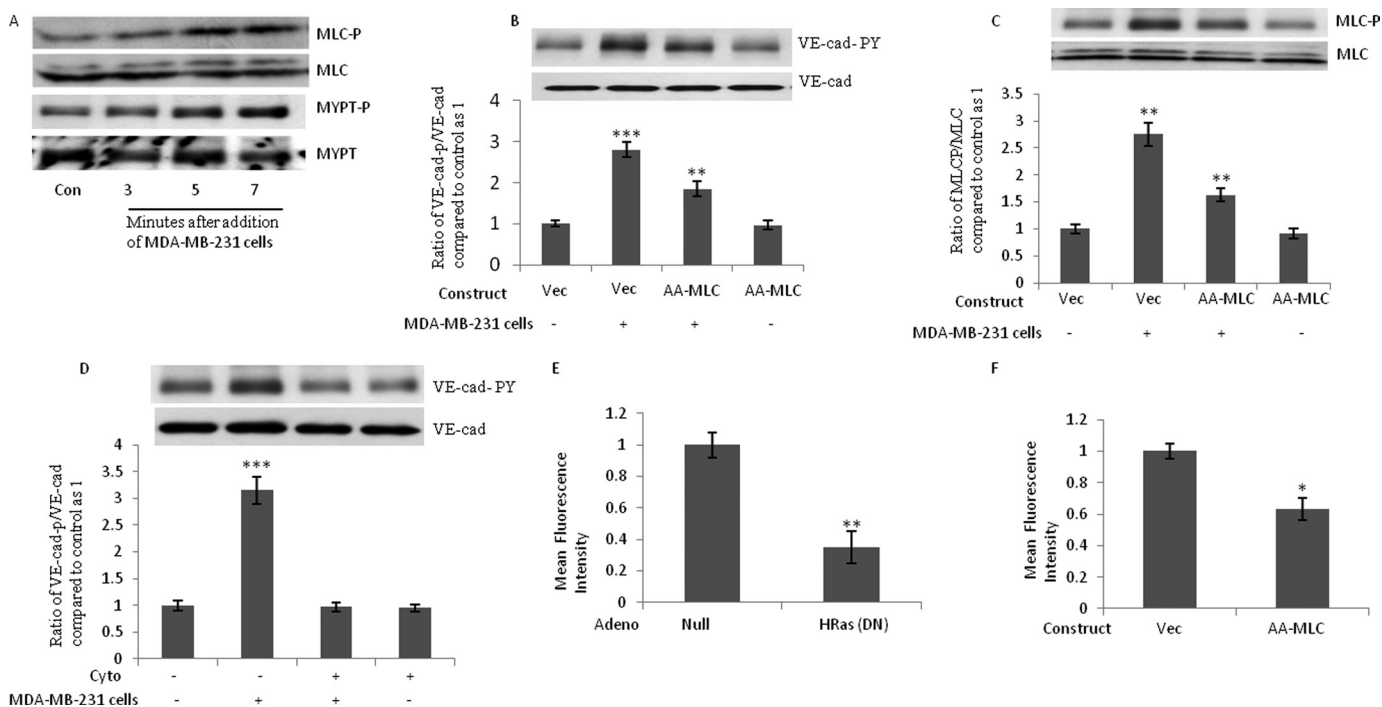 A
MLC-P
MLC
MYPT-P
MYPT
Con 3 5 7
Minutes after addition
of MDA-MB-231 cells
B
VE-cad- PY
VE-cad
Ratio of VE-cad-p/VE-cad
compared to control as 1
4
3
2
1
0
Construct Vec Vec AA-MLC AA-MLC
MDA-MB-231 cells - + + -
***
**
C
MLC-P
MLC
Ratio of MLCP/MLC
compared to control as 1
3.5
3
2.5
2
1.5
1
0.5
0
**
**
Construct Vec Vec AA-MLC AA-MLC
MDA-MB-231 cells - + + -
D
VE-cad- PY
VE-cad
Ratio of VE-cad-p/VE-cad
compared to control as 1
4
3.5
3
2.5
2
1.5
1
0.5
0
***
Cyto - - + +
MDA-MB-231 cells - + + -
E
Mean Fluorescence
Intensity
1.2
1
0.8
0.6
0.4
0.2
0
**
Adeno Null HRas (DN)
F
Mean Fluorescence
Intensity
1.2
1
0.8
0.6
0.4
0.2
0
*
Construct Vec AA-MLC